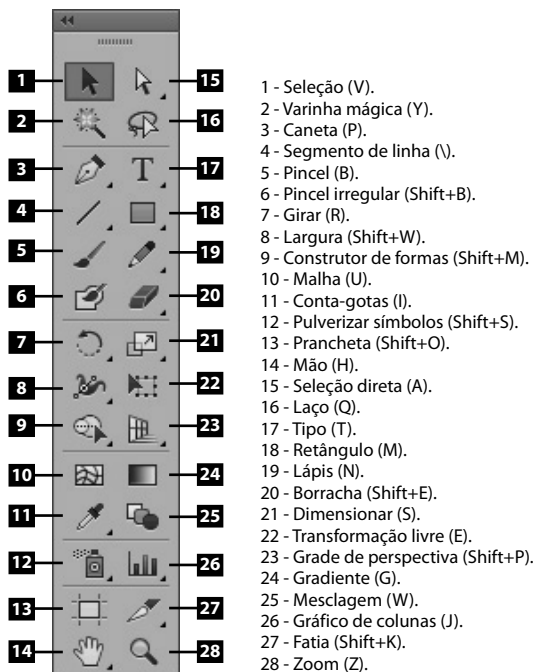 1
2
3
4
5
6
7
8
9
10
11
12
13
14
15
16
17
18
19
20
21
22
23
24
25
26
27
28
T
1 - Seleção (V).
2 - Varinha mágica (Y).
3 - Caneta (P).
4 - Segmento de linha (\).
5 - Pincel (B).
6 - Pincel irregular (Shift+B).
7 - Girar (R).
8 - Largura (Shift+W).
9 - Construtor de formas (Shift+M).
10 - Malha (U).
11 - Conta-gotas (I).
12 - Pulverizar símbolos (Shift+S).
13 - Prancheta (Shift+O).
14 - Mão (H).
15 - Seleção direta (A).
16 - Laço (Q).
17 - Tipo (T).
18 - Retângulo (M).
19 - Lápis (N).
20 - Borracha (Shift+E).
21 - Dimensionar (S).
22 - Transformação livre (E).
23 - Grade de perspectiva (Shift+P).
24 - Gradiente (G).
25 - Mesclagem (W).
26 - Gráfico de colunas (J).
27 - Fatia (Shift+K).
28 - Zoom (Z).